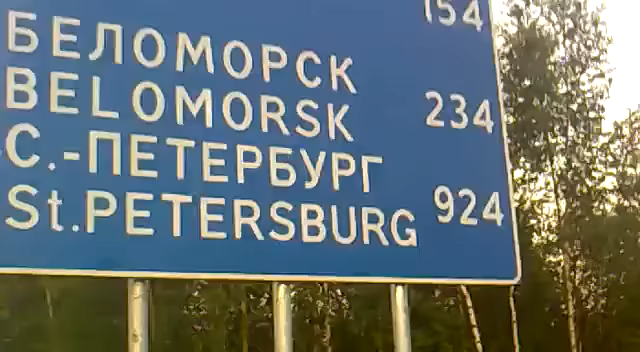 154
БЕЛОМОРСК
BELOMORSK 234
С.-ПЕТЕРБУРГ
St.PETERSBURG 924